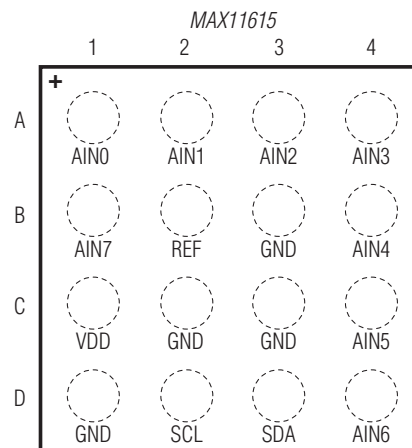 MAX11615
1 2 3 4
+
A
AIN0 AIN1 AIN2 AIN3
B
AIN7 REF GND AIN4
C
VDD GND GND AIN5
D
GND SCL SDA AIN6